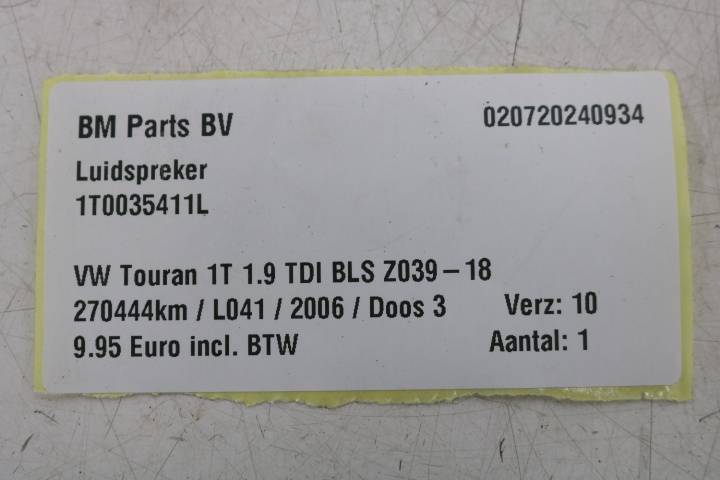 BM Parts BV 020720240934
Luidspreker
1T0035411L
VW Touran 1T 1.9 TDI BLS Z039-18
270444km / L041 / 2006 / Doos 3 Verz: 10
9.95 Euro incl. BTW Aantal: 1